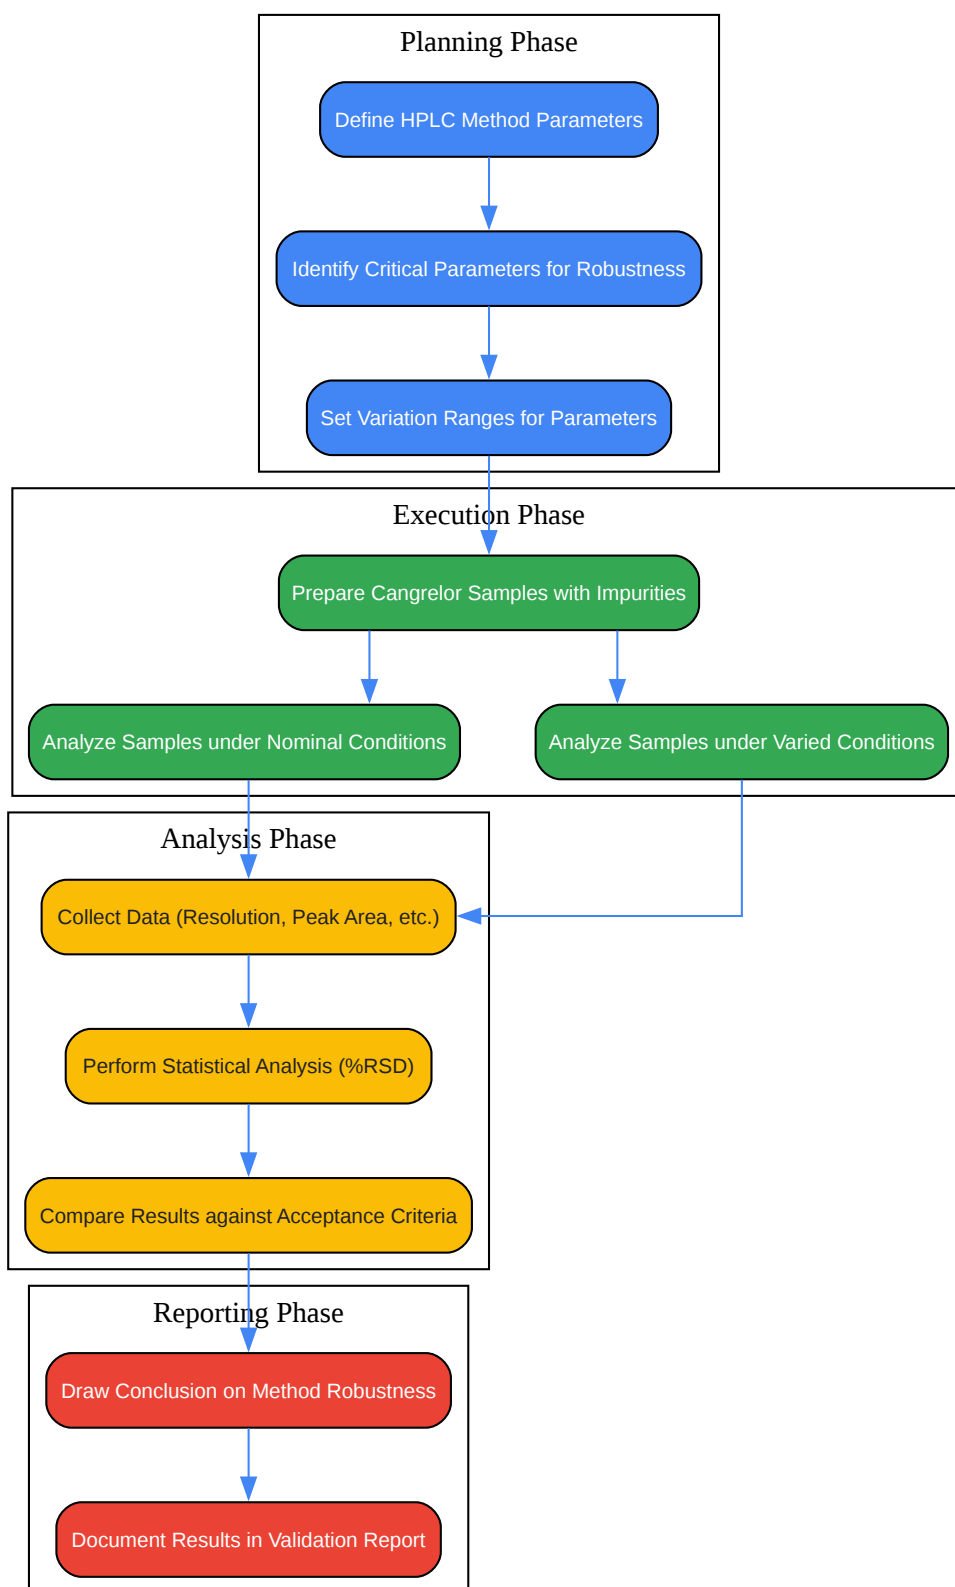 Planning Phase
Define HPLC Method Parameters
Identify Critical Parameters for Robustness
Set Variation Ranges for Parameters
Execution Phase
Prepare Cangrelor Samples with Impurities
Analyze Samples under Nominal Conditions
Analyze Samples under Varied Conditions
Analysis Phase
Collect Data (Resolution, Peak Area, etc.)
Perform Statistical Analysis (%RSD)
Compare Results against Acceptance Criteria
Reporting Phase
Draw Conclusion on Method Robustness
Document Results in Validation Report